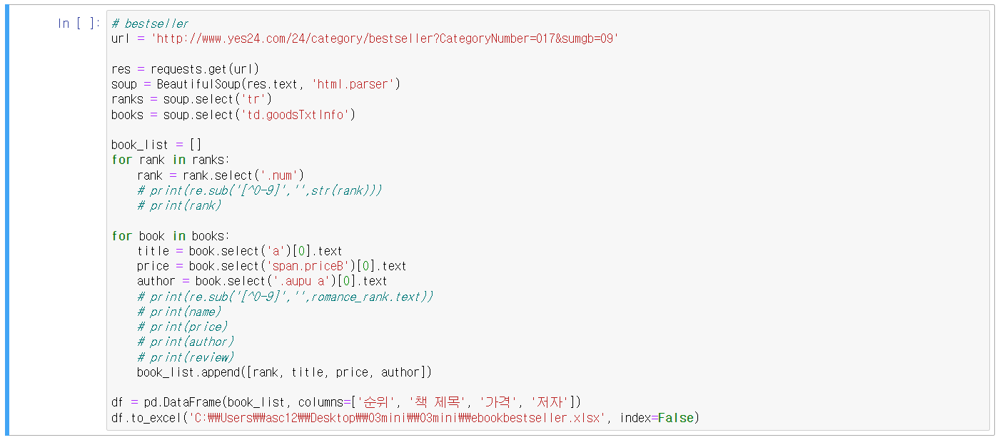 In [ ]:
# bestseller
url = 'http://www.yes24.com/24/category/bestseller?CategoryNumber=017&sumgb=09'
res = requests.get(url)
soup = BeautifulSoup(res.text, 'html.parser')
ranks = soup.select('tr')
books = soup.select('td.goodsTxtInfo')
book_list = []
for rank in ranks:
    rank = rank.select('.num')
    # print(re.sub('[^0-9]','',str(rank)))
    # print(rank)
for book in books:
    title = book.select('a')[0].text
    price = book.select('span.priceB')[0].text
    author = book.select('.aupu a')[0].text
    # print(re.sub('[^0-9]','',romance_rank.text))
    # print(name)
    # print(price)
    # print(author)
    # print(review)
    book_list.append([rank, title, price, author])
df = pd.DataFrame(book_list, columns=['순위', '책 제목', '가격', '저자'])
df.to_excel('C:₩₩Users₩₩asc12₩₩Desktop₩₩03mini₩₩03mini₩₩ebookbestseller.xlsx', index=False)